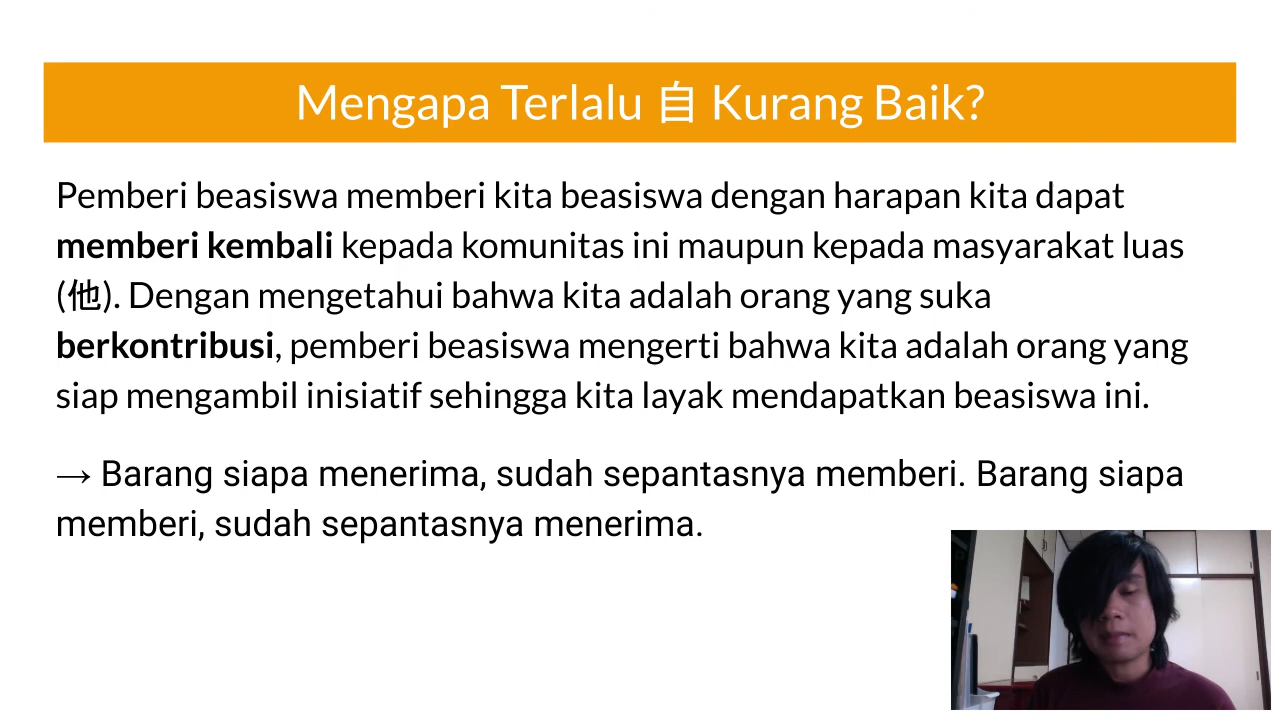 Mengapa Terlalu 自 Kurang Baik?
Pemberi beasiswa memberi kita beasiswa dengan harapan kita dapat
memberi kembali kepada komunitas ini maupun kepada masyarakat luas
(他). Dengan mengetahui bahwa kita adalah orang yang suka
berkontribusi, pemberi beasiswa mengerti bahwa kita adalah orang yang
siap mengambil inisiatif sehingga kita layak mendapatkan beasiswa ini.
→ Barang siapa menerima, sudah sepantasnya memberi. Barang siapa
memberi, sudah sepantasnya menerima.